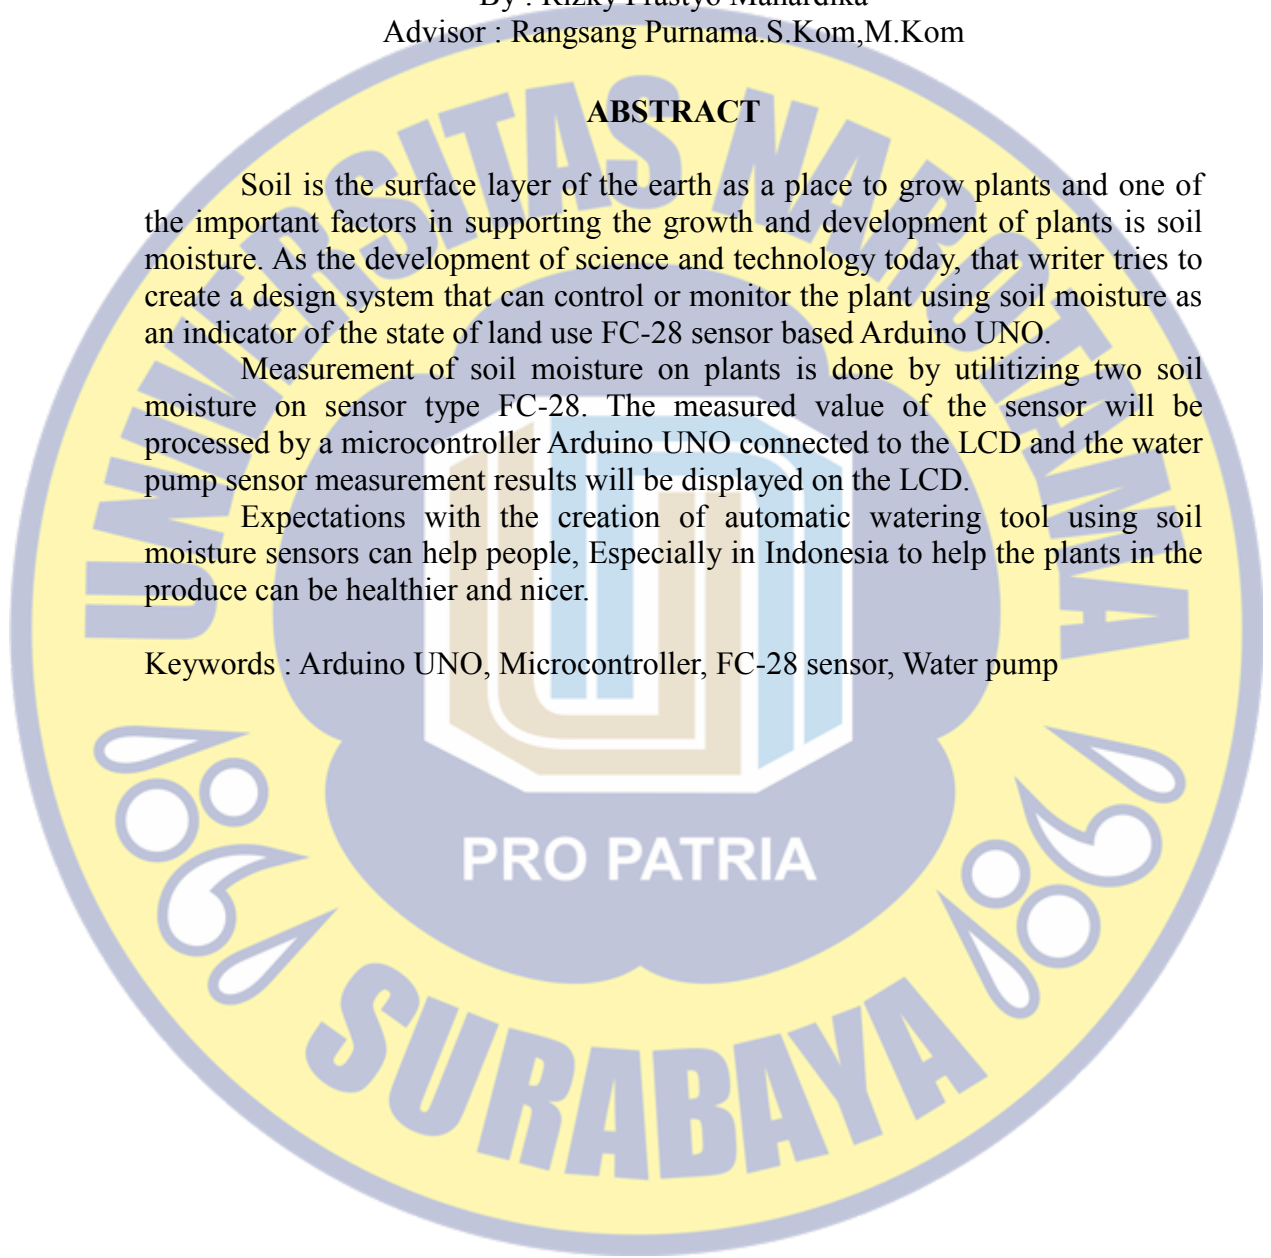 By : Rizky Prastyo Mahardika
Advisor : Rangsang Purnama.S.Kom,M.Kom
ABSTRACT
Soil is the surface layer of the earth as a place to grow plants and one of
the important factors in supporting the growth and development of plants is soil
moisture. As the development of science and technology today, that writer tries to
create a design system that can control or monitor the plant using soil moisture as
an indicator of the state of land use FC-28 sensor based Arduino UNO.
Measurement of soil moisture on plants is done by utilitizing two soil
moisture on sensor type FC-28. The measured value of the sensor will be
processed by a microcontroller Arduino UNO connected to the LCD and the water
pump sensor measurement results will be displayed on the LCD.
Expectations with the creation of automatic watering tool using soil
moisture sensors can help people, Especially in Indonesia to help the plants in the
produce can be healthier and nicer.
Keywords : Arduino UNO, Microcontroller, FC-28 sensor, Water pump
UNIVERSITAS NAROTAMA
PRO PATRIA
SURABAYA